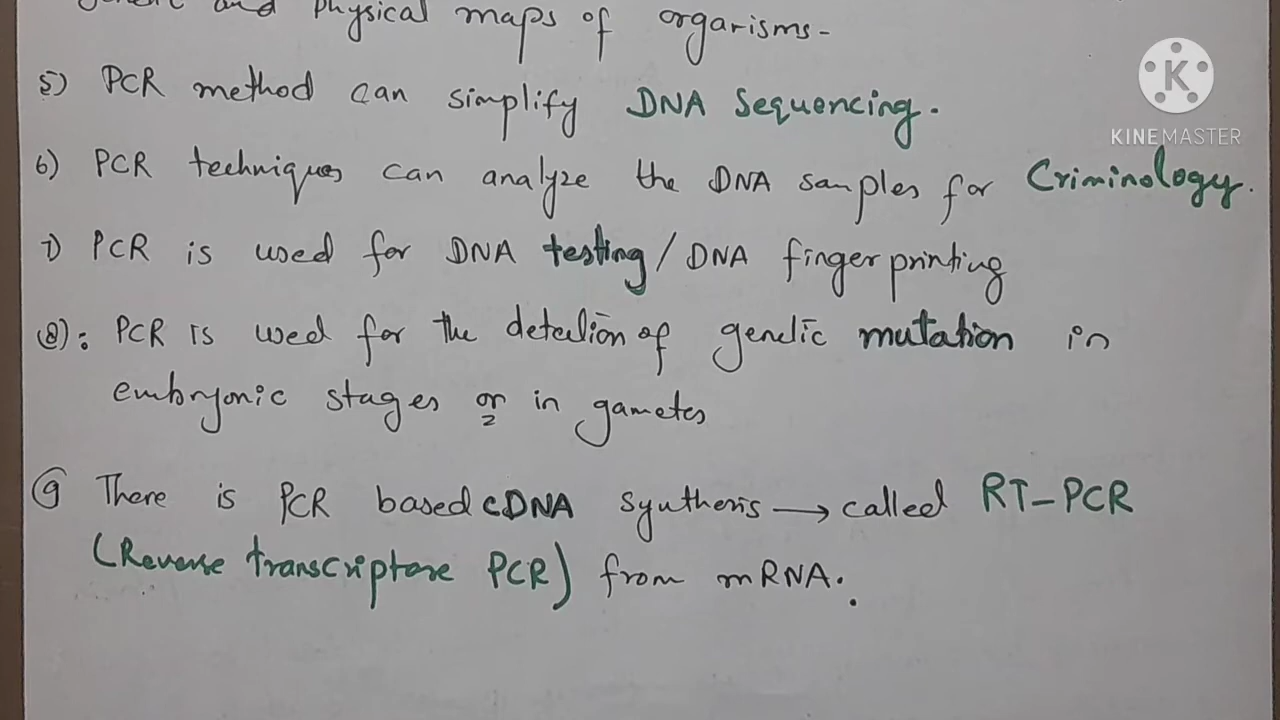 genetic and physical maps of orgarisms-
5) PCR method can simplify DNA Sequencing.
KINEMASTER
6) PCR techniques can analyze the DNA samples for Criminology.
7) PCR is used for DNA testing / DNA finger printing
(8): PCR is used for the detection of genetic mutation in
embryonic stages or in gametes
9 There is PCR based cDNA synthesis → called RT-PCR
(Reverse transcriptase PCR) from mRNA.